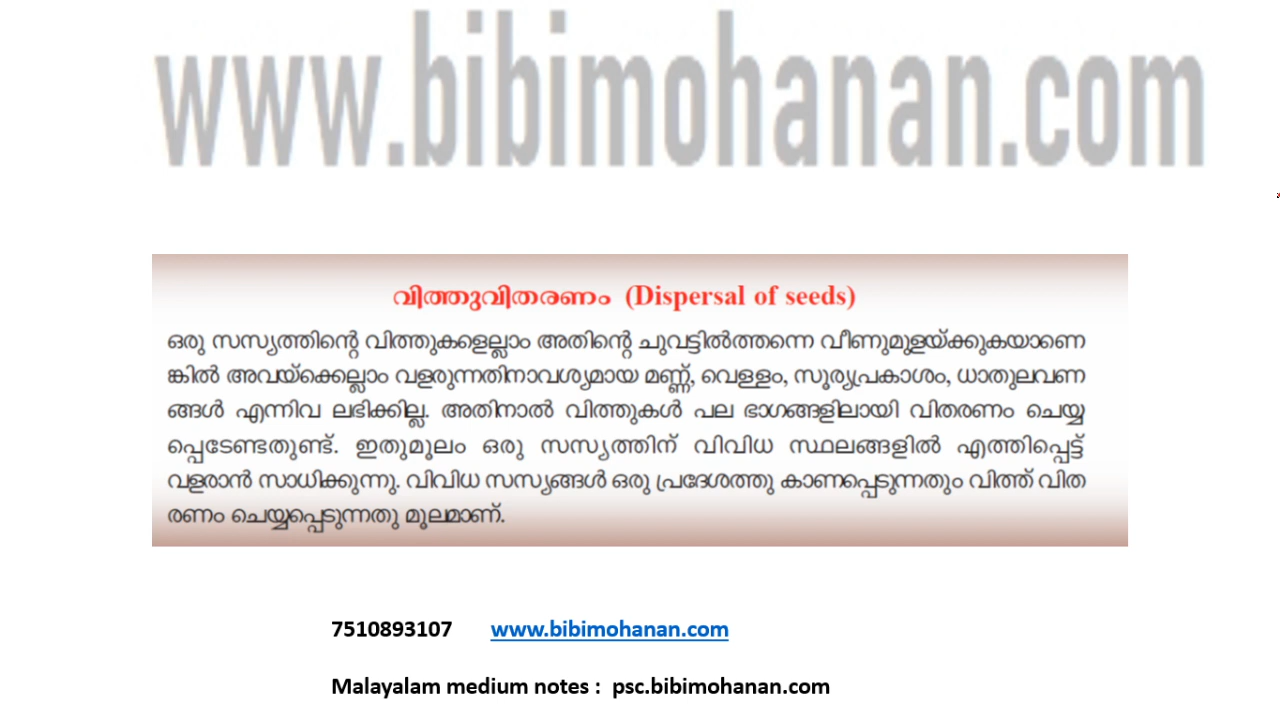 www.bibimohanan.com
വിത്തുവിതരണം (Dispersal of seeds)
ഒരു സസ്യത്തിന്റെ വിത്തുകളെല്ലാം അതിന്റെ ചുവട്ടിൽത്തന്നെ വീണുമുളയ്ക്കുകയാണെ
ങ്കിൽ അവയ്ക്കെല്ലാം വളരുന്നതിനാവശ്യമായ മണ്ണ്, വെള്ളം, സൂര്യപ്രകാശം, ധാതുലവണ
ങ്ങൾ എന്നിവ ലഭിക്കില്ല. അതിനാൽ വിത്തുകൾ പല ഭാഗങ്ങളിലായി വിതരണം ചെയ്യ
പ്പെടേണ്ടതുണ്ട്. ഇതുമൂലം ഒരു സസ്യത്തിന് വിവിധ സ്ഥലങ്ങളിൽ എത്തിപ്പെട്ട്
വളരാൻ സാധിക്കുന്നു. വിവിധ സസ്യങ്ങൾ ഒരു പ്രദേശത്തു കാണപ്പെടുന്നതും വിത്ത് വിത
രണം ചെയ്യപ്പെടുന്നതു മൂലമാണ്.
7510893107 www.bibimohanan.com
Malayalam medium notes : psc.bibimohanan.com